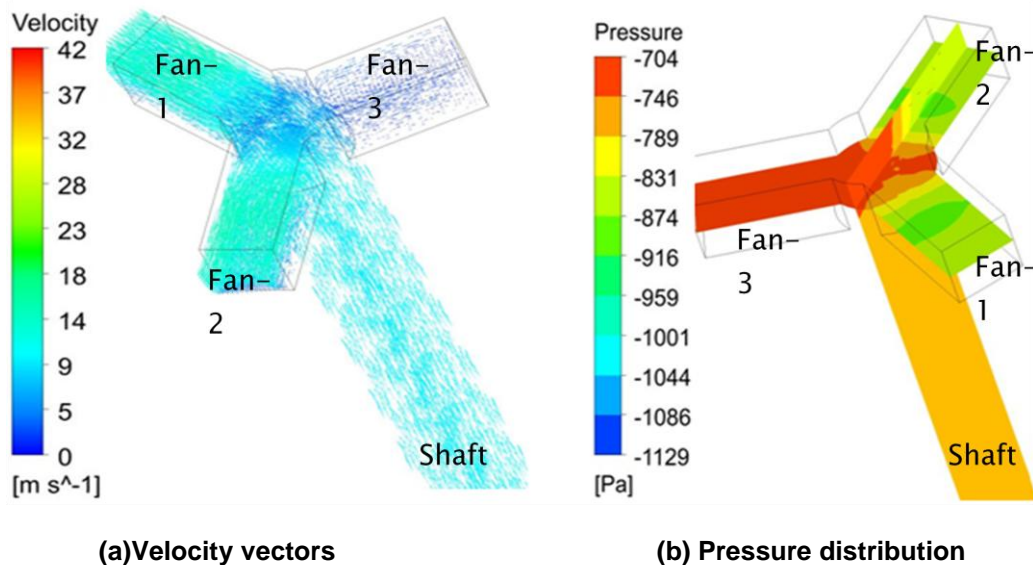 Velocity
42
37
32
28
23
18
14
9
5
0
[m s^-1]
Fan-
1
Fan-
3
Fan-
2
Shaft
Pressure
-704
-746
-789
-831
-874
-916
-959
-1001
-1044
-1086
-1129
[Pa]
Fan-
2
Fan-
3
Fan-
1
Shaft
(a)Velocity vectors
(b) Pressure distribution